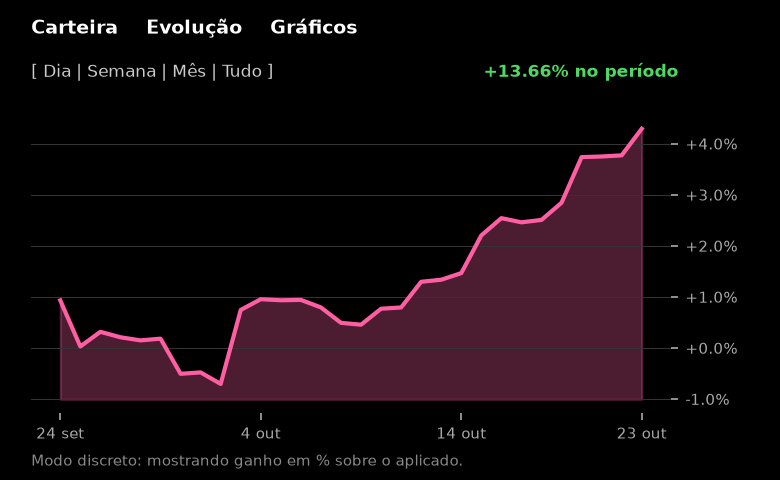 Carteira Evolução Gráficos
[ Dia | Semana | Mês | Tudo ] +13.66% no período
+4.0%
+3.0%
+2.0%
+1.0%
+0.0%
-1.0%
24 set 4 out 14 out 23 out
Modo discreto: mostrando ganho em % sobre o aplicado.